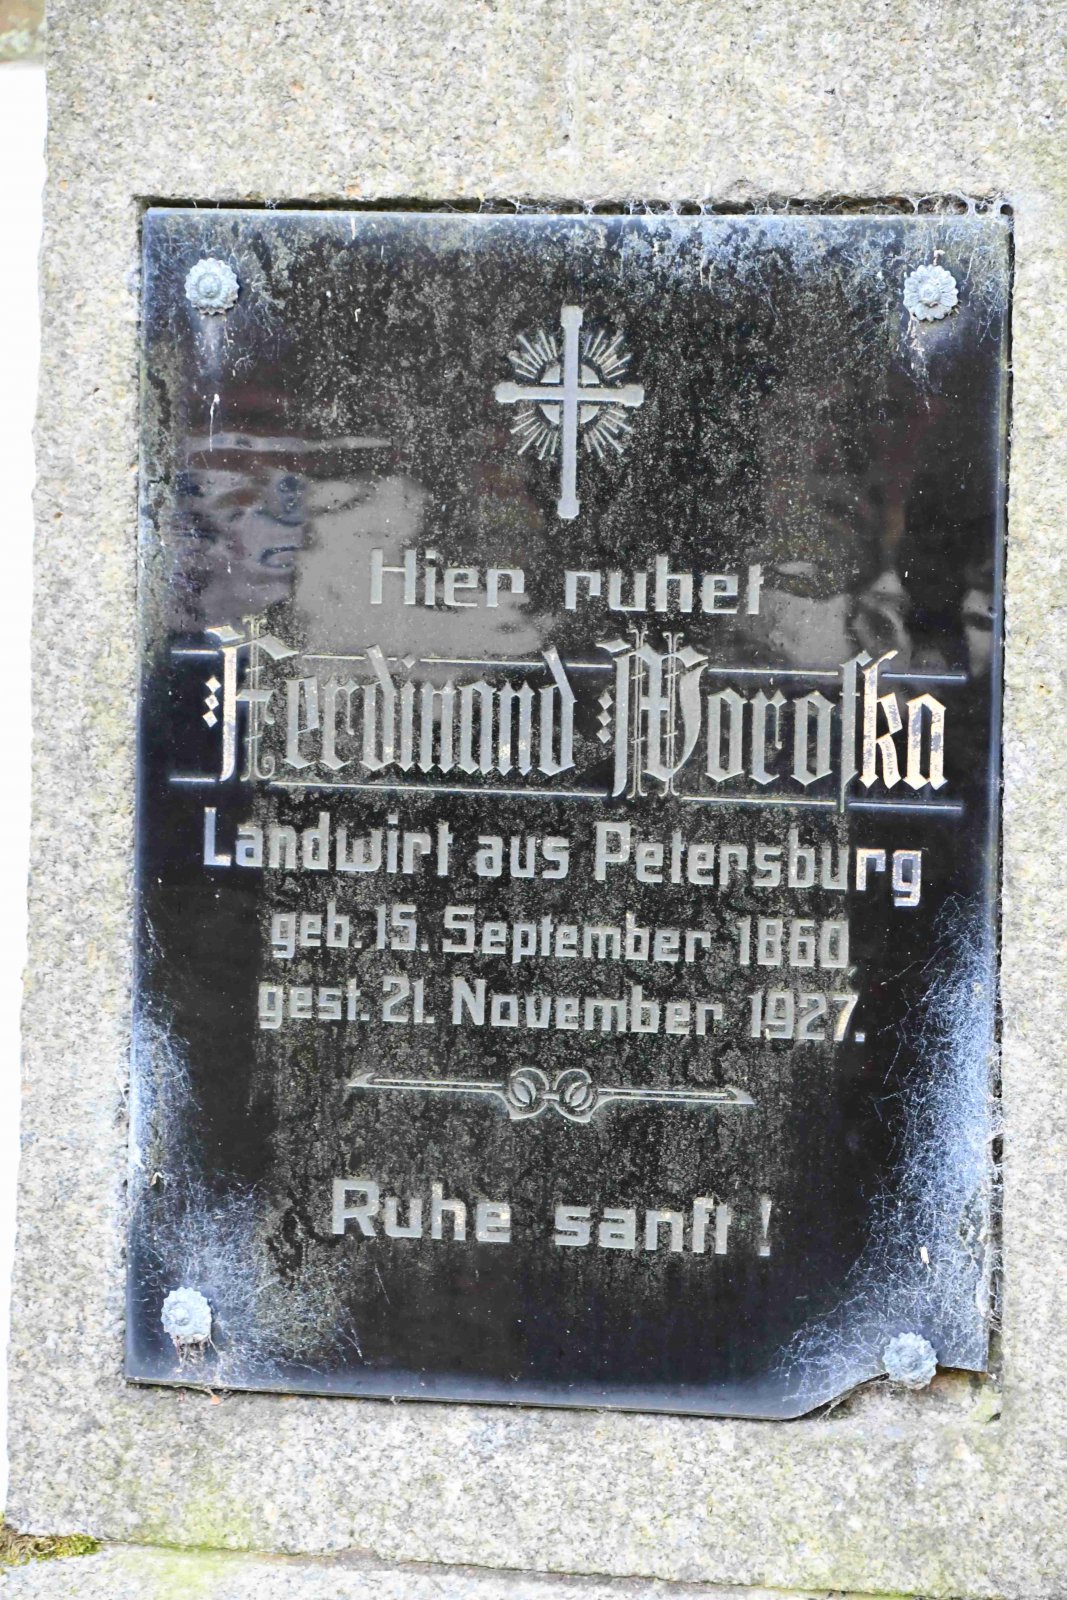 Hier ruhet
Ferdinand Worofka
Landwirt aus Petersburg
geb. 15. September 1860
gest. 21. November 1927.
Ruhe sanft!